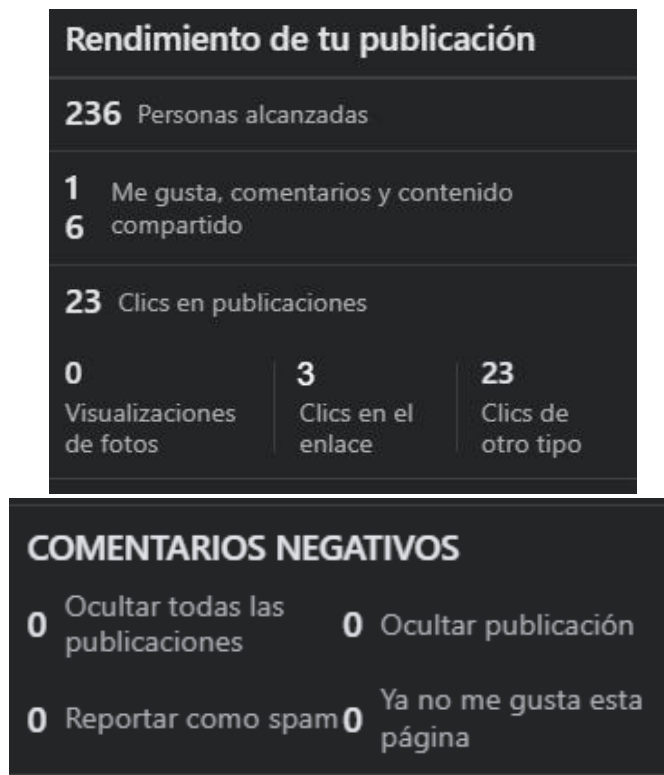 Rendimiento de tu publicación
236 Personas alcanzadas
1 Me gusta, comentarios y contenido
6 compartido
23 Clics en publicaciones
0 3 23
Visualizaciones Clics en el Clics de
de fotos enlace otro tipo
COMENTARIOS NEGATIVOS
0 Ocultar todas las publicaciones
0 Ocultar publicación
0 Reportar como spam
0 Ya no me gusta esta página